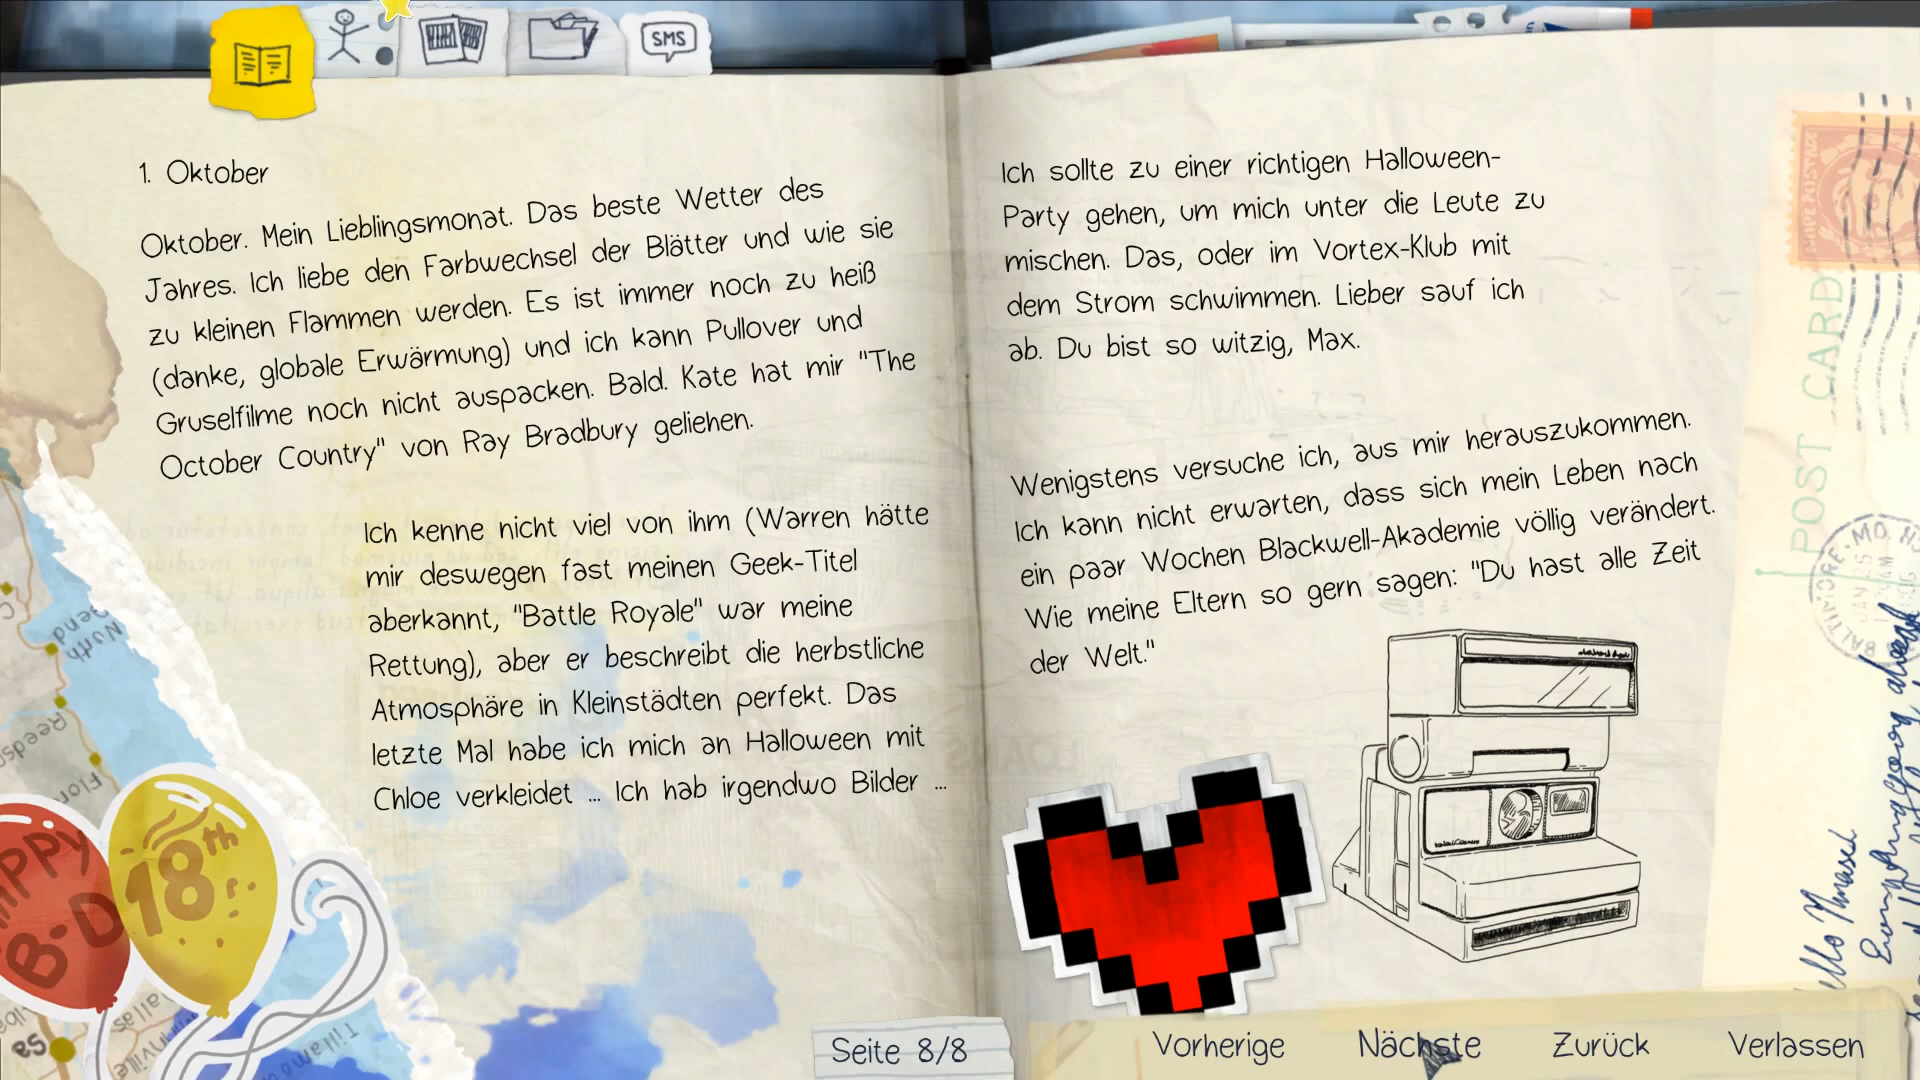 SMS
1. Oktober
Oktober. Mein Lieblingsmonat. Das beste Wetter des
Jahres. Ich liebe den Farbwechsel der Blätter und wie sie
zu kleinen Flammen werden. Es ist immer noch zu heiß
(danke, globale Erwärmung) und ich kann Pullover und
Gruselfilme noch nicht auspacken. Bald. Kate hat mir "The
October Country" von Ray Bradbury geliehen.
Ich kenne nicht viel von ihm (Warren hätte
mir deswegen fast meinen Geek-Titel
aberkannt, "Battle Royale" war meine
Rettung), aber er beschreibt die herbstliche
Atmosphäre in Kleinstädten perfekt. Das
letzte Mal habe ich mich an Halloween mit
Chloe verkleidet ... Ich hab irgendwo Bilder ...
Ich sollte zu einer richtigen Halloween-
Party gehen, um mich unter die Leute zu
mischen. Das, oder im Vortex-Klub mit
dem Strom schwimmen. Lieber sauf ich
ab. Du bist so witzig, Max.
Wenigstens versuche ich, aus mir herauszukommen.
Ich kann nicht erwarten, dass sich mein Leben nach
ein paar Wochen Blackwell-Akademie völlig verändert.
Wie meine Eltern so gern sagen: "Du hast alle Zeit
der Welt."
POST CARD
North
Bend
18th
B-D
Seite 8/8
Vorherige
Nächste
Zurück
Verlassen